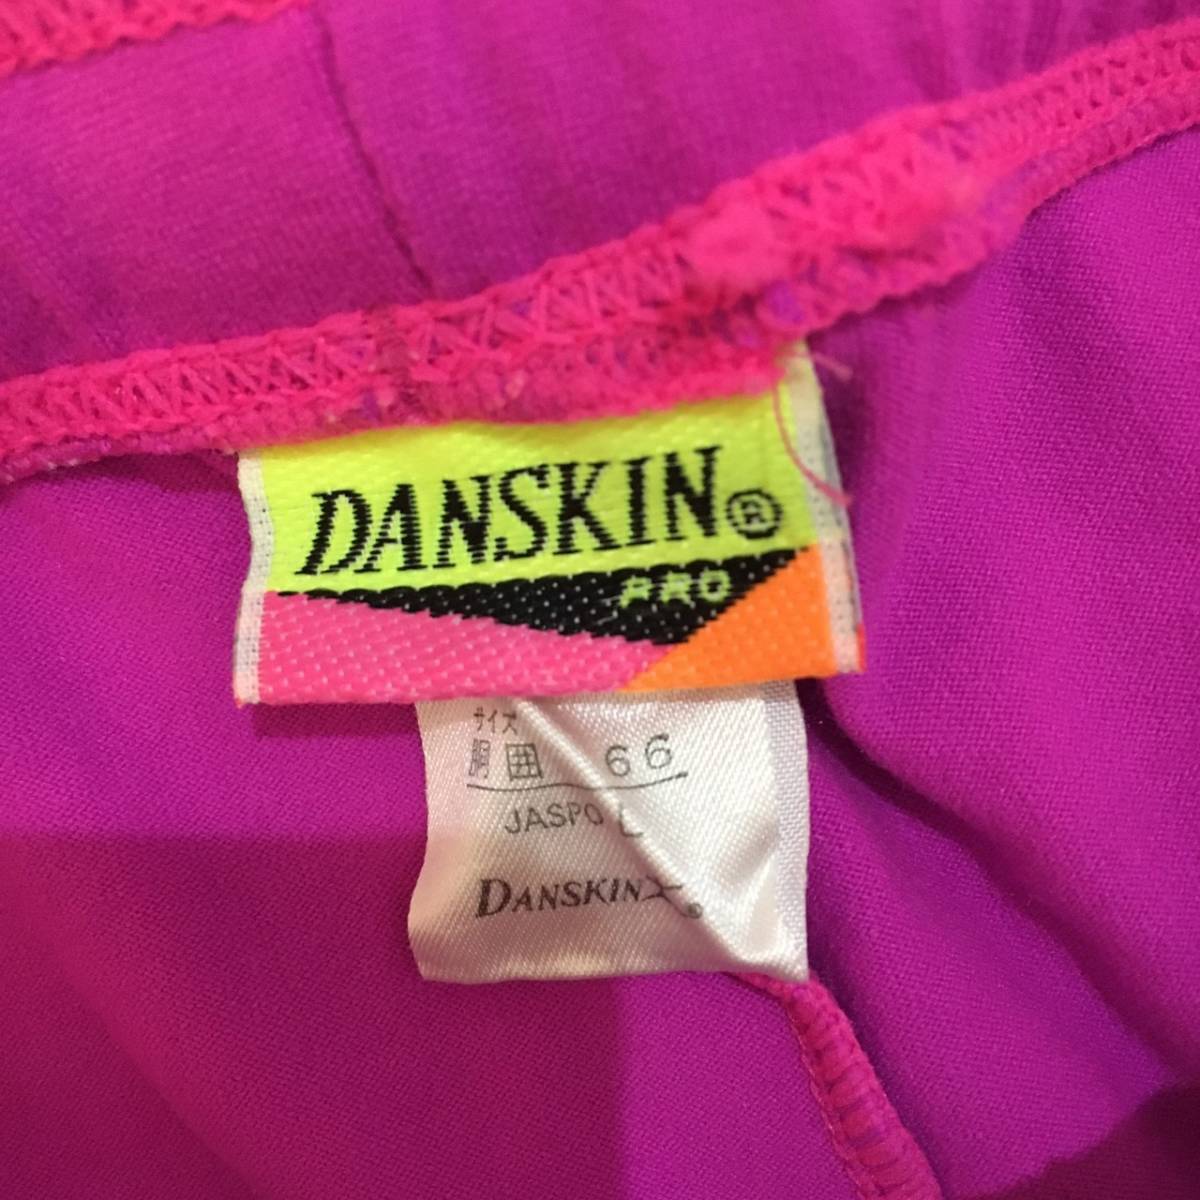 DANSKIN®
PRO
サイズ
胴囲 66
JASPO L
DANSKIN®